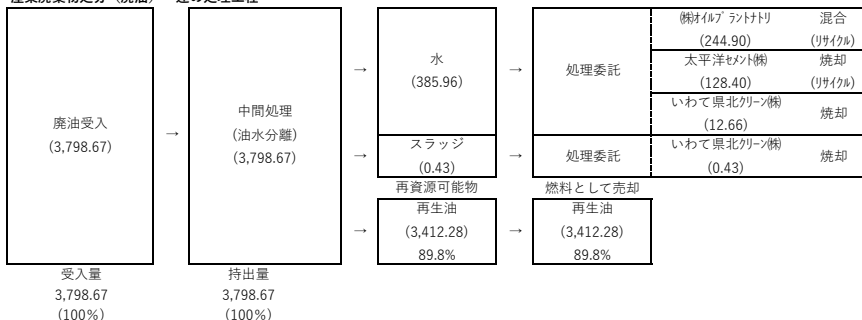 廃油受入
(3,798.67)
→
中間処理
(油水分離)
(3,798.67)
→
水
(385.96)
→
処理委託
㈱オイルプラントナトリ 混合
(244.90) (リサイクル)
太平洋セメント㈱ 焼却
(128.40) (リサイクル)
いわて県北クリーン㈱ 焼却
(12.66)
→
スラッジ
(0.43)
→
処理委託
いわて県北クリーン㈱ 焼却
(0.43)
再資源可能物 燃料として売却
→
再生油
(3,412.28)
89.8%
→
再生油
(3,412.28)
89.8%
受入量 持出量
3,798.67 3,798.67
(100%) (100%)